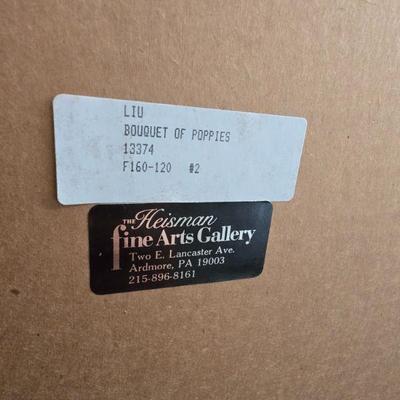 LIU
BOUQUET OF POPPIES
13374
F160-120 #2
THE Heisman
fine Arts Gallery
Two E. Lancaster Ave.
Ardmore, PA 19003
215-896-8161